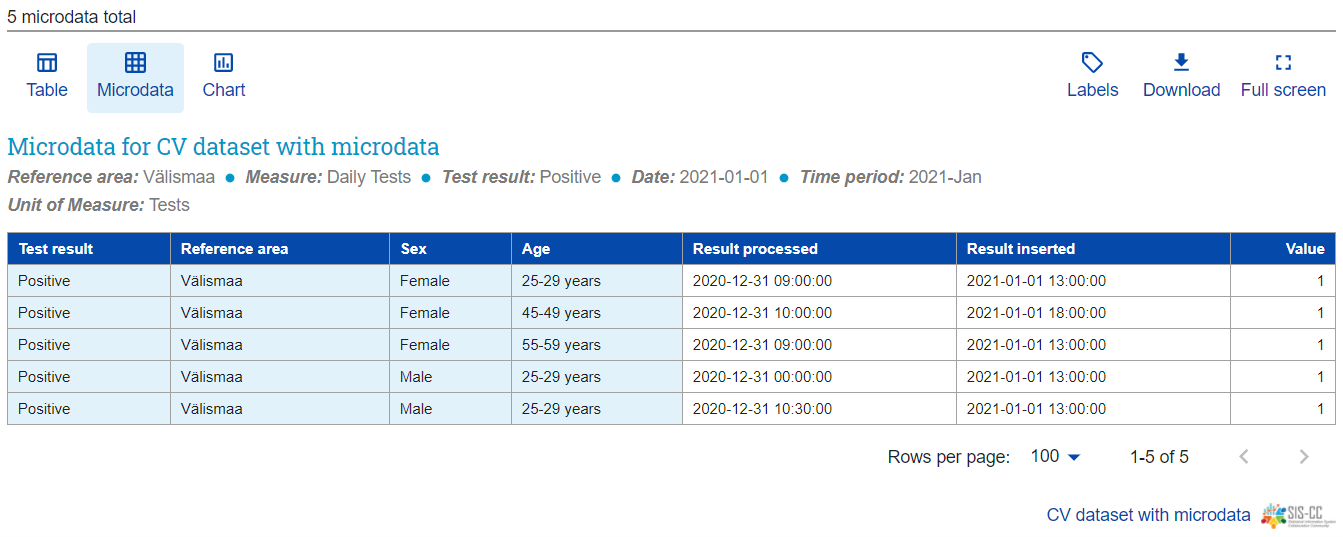 5 microdata total
Table Microdata Chart Labels Download Full screen
Microdata for CV dataset with microdata
Reference area: Välismaa ● Measure: Daily Tests ● Test result: Positive ● Date: 2021-01-01 ● Time period: 2021-Jan
Unit of Measure: Tests
Test result Reference area Sex Age Result processed Result inserted Value
Positive Välismaa Female 25-29 years 2020-12-31 09:00:00 2021-01-01 13:00:00 1
Positive Välismaa Female 45-49 years 2020-12-31 10:00:00 2021-01-01 18:00:00 1
Positive Välismaa Female 55-59 years 2020-12-31 09:00:00 2021-01-01 13:00:00 1
Positive Välismaa Male 25-29 years 2020-12-31 00:00:00 2021-01-01 13:00:00 1
Positive Välismaa Male 25-29 years 2020-12-31 10:30:00 2021-01-01 13:00:00 1
Rows per page: 100 1-5 of 5
CV dataset with microdata SIS-CC
Statistical Information System
Collaboration Community